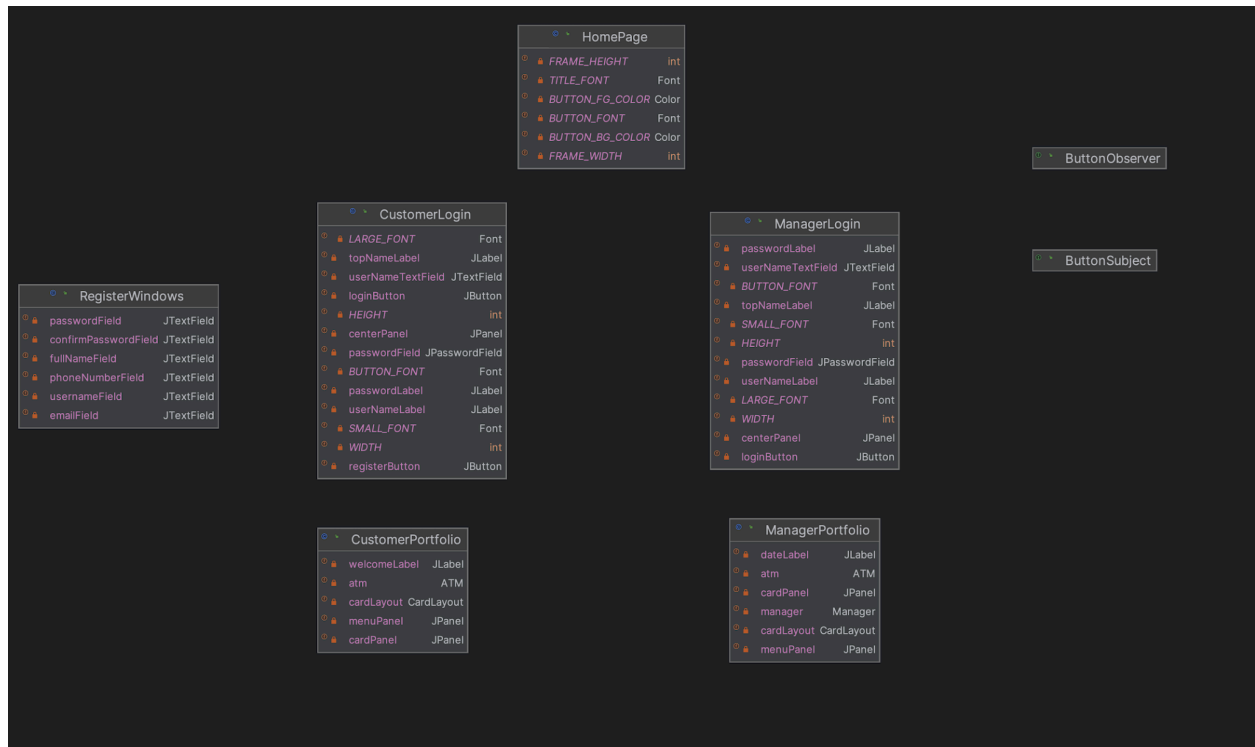 HomePage
FRAME_HEIGHT int
TITLE_FONT Font
BUTTON_FG_COLOR Color
BUTTON_FONT Font
BUTTON_BG_COLOR Color
FRAME_WIDTH int
ButtonObserver
ButtonSubject
CustomerLogin
LARGE_FONT Font
topNameLabel JLabel
userNameTextField JTextField
loginButton JButton
HEIGHT int
centerPanel JPanel
passwordField JPasswordField
BUTTON_FONT Font
passwordLabel JLabel
userNameLabel JLabel
SMALL_FONT Font
WIDTH int
registerButton JButton
ManagerLogin
passwordLabel JLabel
userNameTextField JTextField
BUTTON_FONT Font
topNameLabel JLabel
SMALL_FONT Font
HEIGHT int
passwordField JPasswordField
userNameLabel JLabel
LARGE_FONT Font
WIDTH int
centerPanel JPanel
loginButton JButton
RegisterWindows
passwordField JTextField
confirmPasswordField JTextField
fullNameField JTextField
phoneNumberField JTextField
usernameField JTextField
emailField JTextField
CustomerPortfolio
welcomeLabel JLabel
atm ATM
cardLayout CardLayout
menuPanel JPanel
cardPanel JPanel
ManagerPortfolio
dateLabel JLabel
atm ATM
cardPanel JPanel
manager Manager
cardLayout CardLayout
menuPanel JPanel